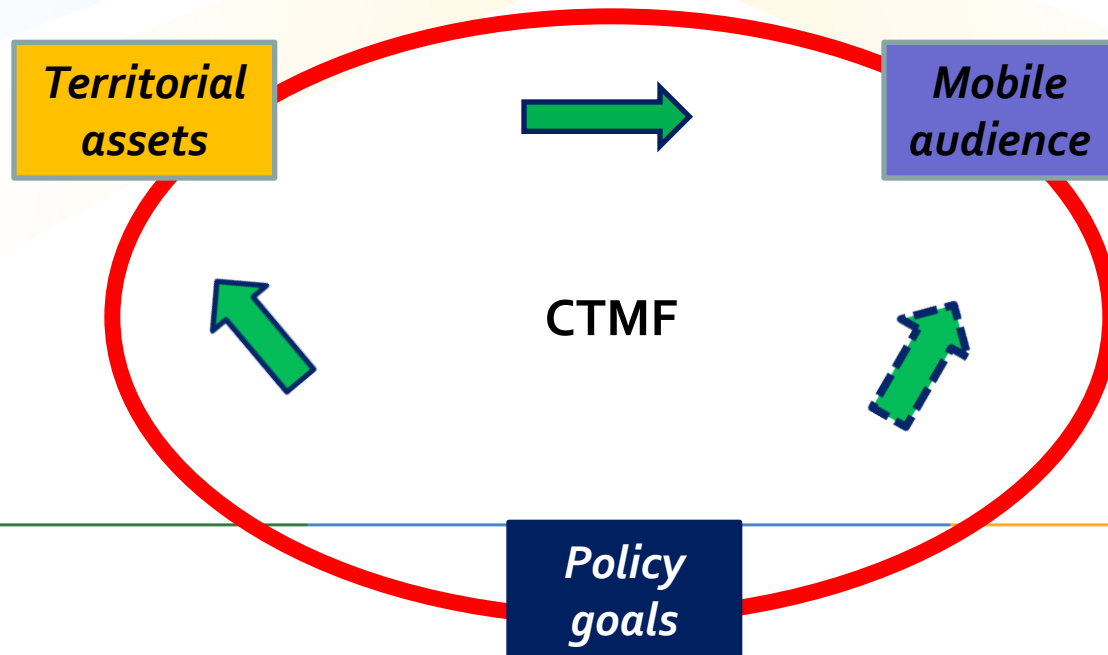 Territorial
assets
Mobile
audience
CTMF
Policy
goals